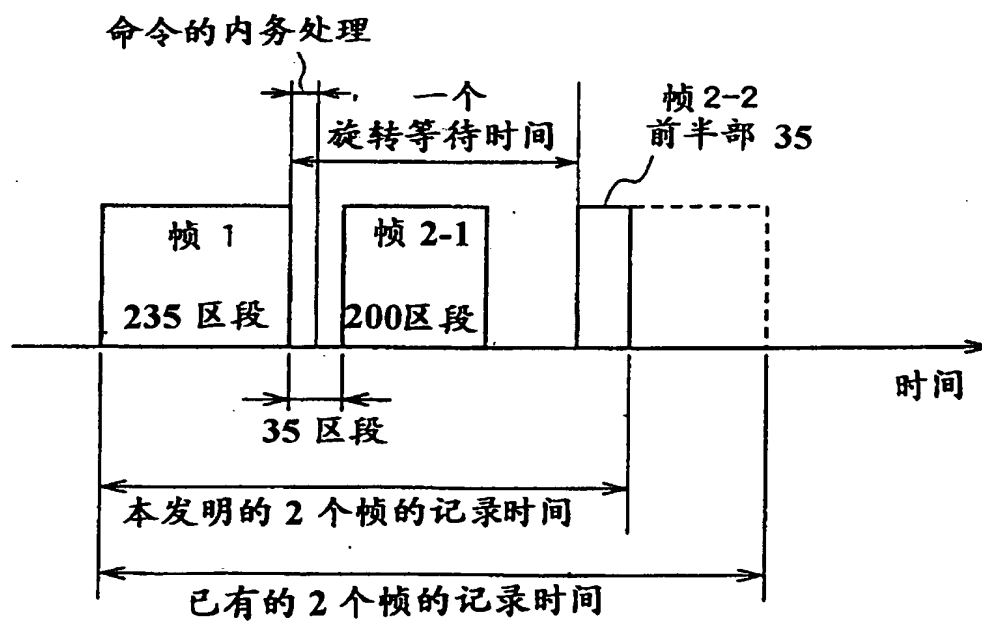 命令的内务处理
一个
旋转等待时间
帧2-2
前半部 35
帧 1
235 区段
帧 2-1
200区段
时间
35 区段
本发明的 2 个帧的记录时间
已有的 2 个帧的记录时间